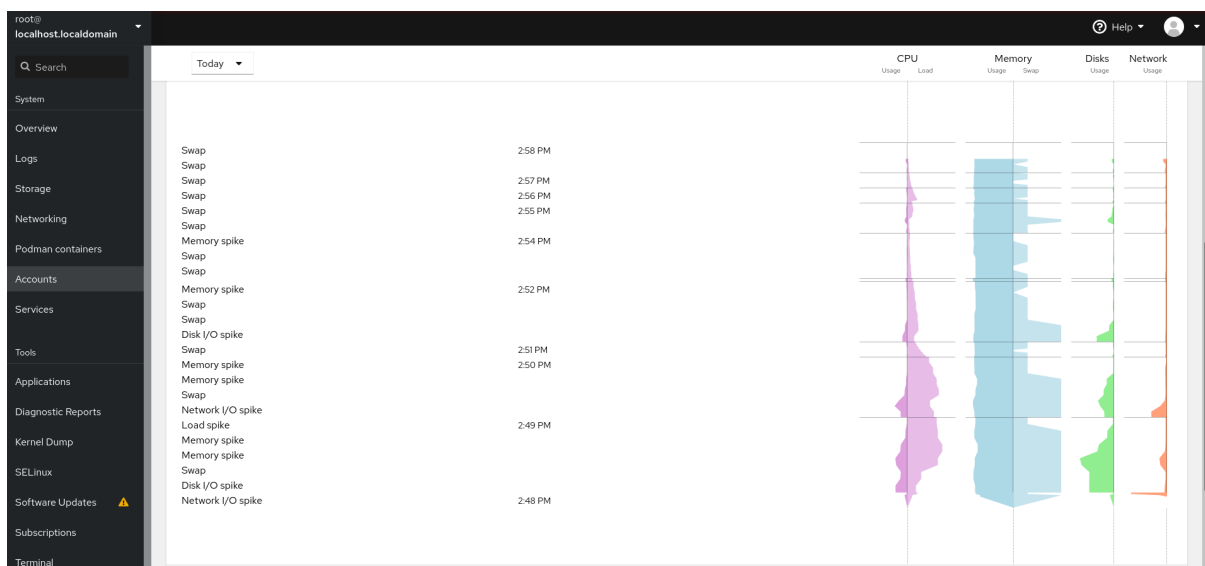 root@
localhost.localdomain
Help
Search
Today
CPU
Memory
Disks
Network
Usage
Load
Usage
Swap
Usage
Usage
System
Overview
Logs
Storage
Networking
Podman containers
Accounts
Services
Tools
Applications
Diagnostic Reports
Kernel Dump
SELinux
Software Updates
Subscriptions
Terminal
Swap 2:58 PM
Swap
Swap 2:57 PM
Swap 2:56 PM
Swap 2:55 PM
Swap
Memory spike 2:54 PM
Swap
Swap
Memory spike 2:52 PM
Swap
Swap
Disk I/O spike
Swap 2:51 PM
Memory spike 2:50 PM
Memory spike
Swap
Network I/O spike
Load spike 2:49 PM
Memory spike
Memory spike
Swap
Disk I/O spike
Network I/O spike 2:48 PM